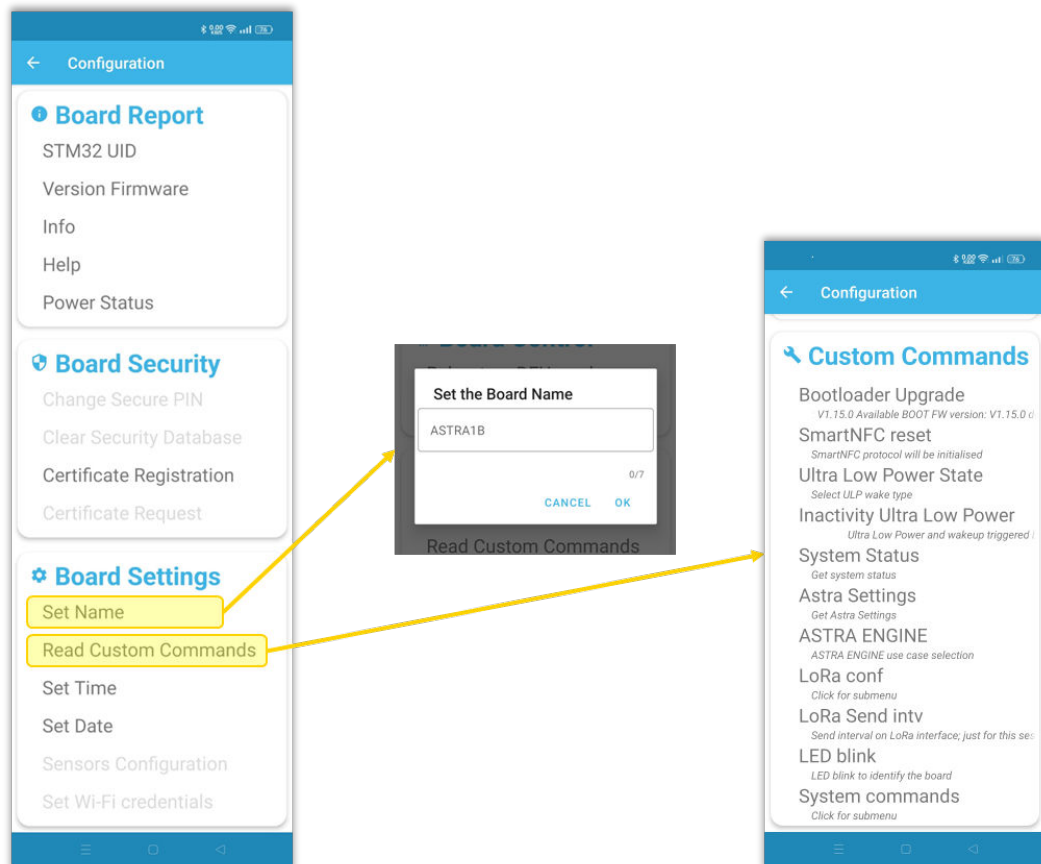 Configuration
Board Report
STM32 UID
Version Firmware
Info
Help
Power Status
Board Security
Change Secure PIN
Clear Security Database
Certificate Registration
Certificate Request
Board Settings
Set Name
Read Custom Commands
Set Time
Set Date
Sensors Configuration
Set Wi-Fi credentials
Set the Board Name
ASTRA1B
0/7
CANCEL OK
Read Custom Commands
Configuration
Custom Commands
Bootloader Upgrade
V1.15.0 Available BOOT FW version: V1.15.0 d
SmartNFC reset
SmartNFC protocol will be initialised
Ultra Low Power State
Select ULP wake type
Inactivity Ultra Low Power
Ultra Low Power and wakeup triggered
System Status
Get system status
Astra Settings
Get Astra Settings
ASTRA ENGINE
ASTRA ENGINE use case selection
LoRa conf
Click for submenu
LoRa Send intv
Send interval on LoRa interface; just for this ses
LED blink
LED blink to identify the board
System commands
Click for submenu